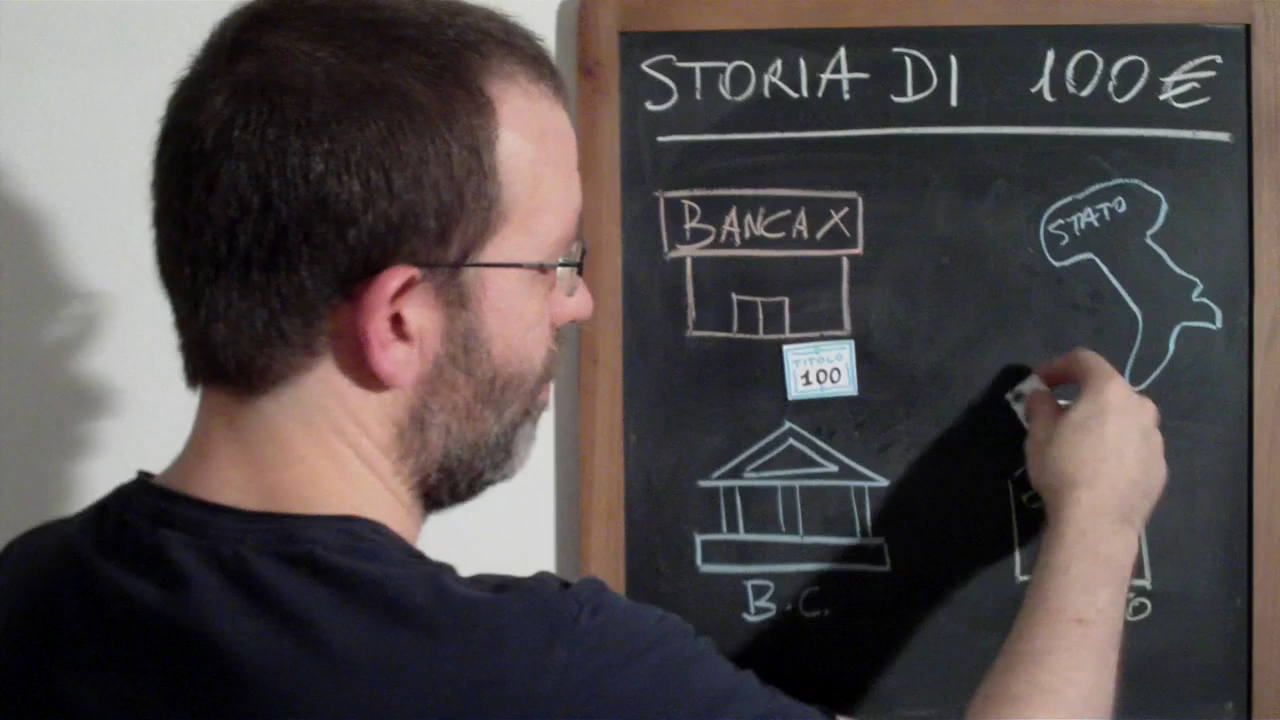 STORIA DI 100€
BANCA X
STATO
TITOLO
100
B.C.